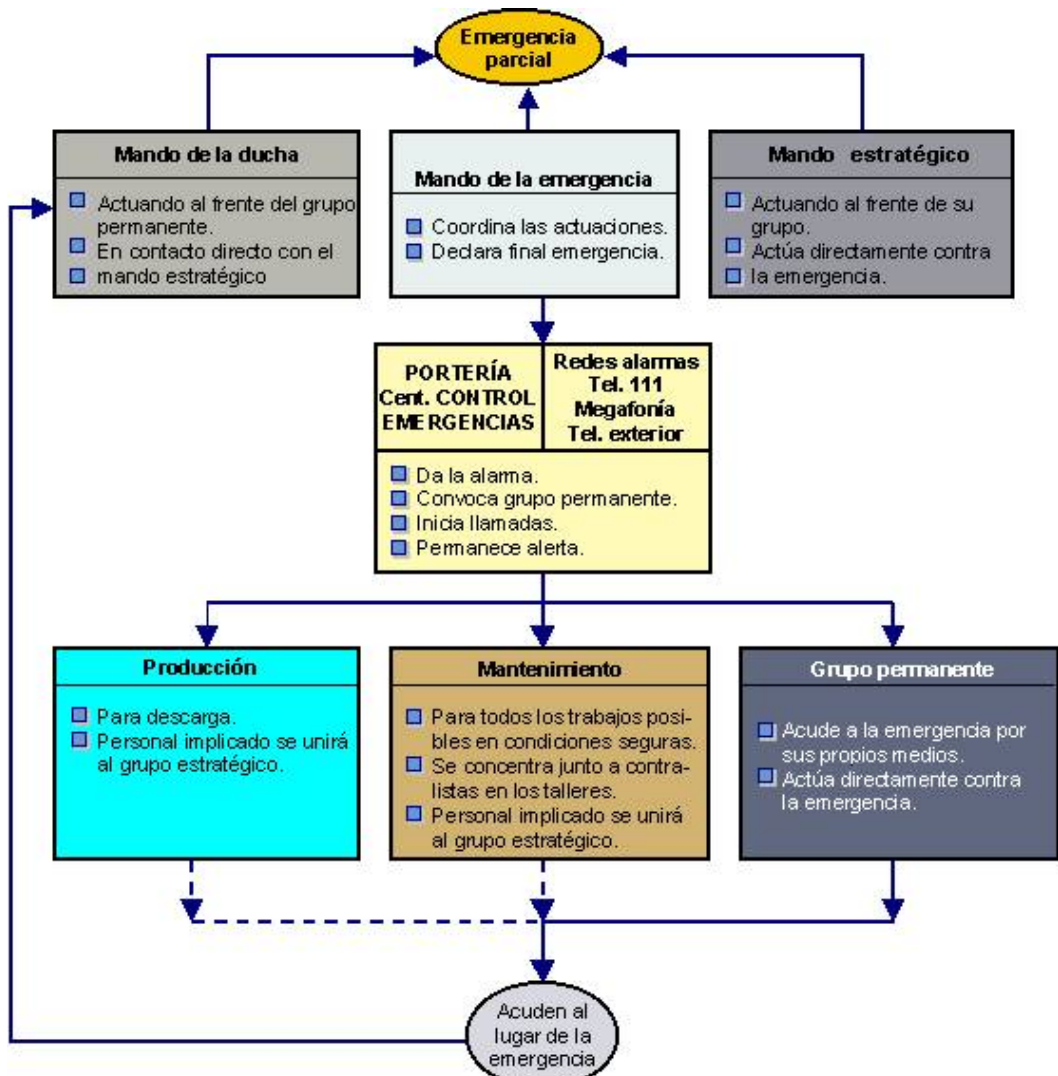 Emergencia
parcial
Mando de la ducha
Actuando al frente del grupo
permanente.
En contacto directo con el
mando estratégico
Mando de la emergencia
Coordina las actuaciones.
Declara final emergencia.
Mando estratégico
Actuando al frente de su
grupo.
Actúa directamente contra
la emergencia.
PORTERÍA
Cent. CONTROL
EMERGENCIAS
Redes alarmas
Tel. 111
Megafonía
Tel. exterior
Da la alarma.
Convoca grupo permanente.
Inicia llamadas.
Permanece alerta.
Producción
Para descarga.
Personal implicado se unirá
al grupo estratégico.
Mantenimiento
Para todos los trabajos posi-
bles en condiciones seguras.
Se concentra junto a contra-
listas en los talleres.
Personal implicado se unirá
al grupo estratégico.
Grupo permanente
Acude a la emergencia por
sus propios medios.
Actúa directamente contra
la emergencia.
Acuden al
lugar de la
emergencia